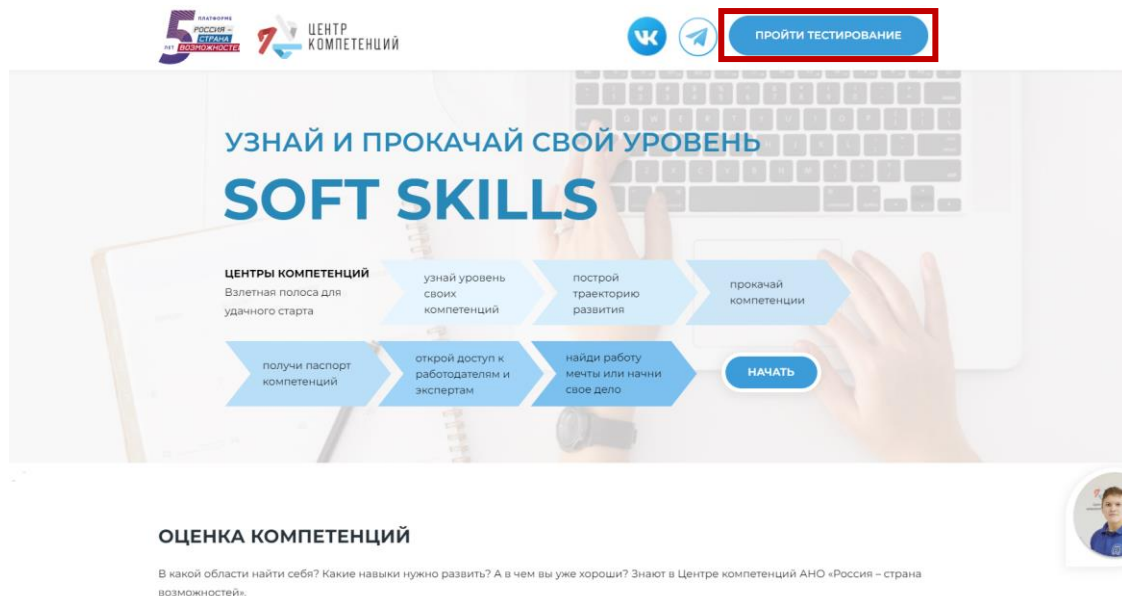 ПЛАТФОРМЕ
РОССИЯ –
СТРАНА
ВОЗМОЖНОСТЕ
5 ЛЕТ
ЦЕНТР
КОМПЕТЕНЦИЙ
ПРОЙТИ ТЕСТИРОВАНИЕ
УЗНАЙ И ПРОКАЧАЙ СВОЙ УРОВЕНЬ
SOFT SKILLS
ЦЕНТРЫ КОМПЕТЕНЦИЙ
Взлетная полоса для
удачного старта
узнай уровень
своих
компетенций
построй
траекторию
развития
прокачай
компетенции
получи паспорт
компетенций
открой доступ к
работодателям и
экспертам
найди работу
мечты или начни
свое дело
НАЧАТЬ
ОЦЕНКА КОМПЕТЕНЦИЙ
В какой области найти себя? Какие навыки нужно развить? А в чем вы уже хороши? Знают в Центре компетенций АНО «Россия – страна
возможностей».